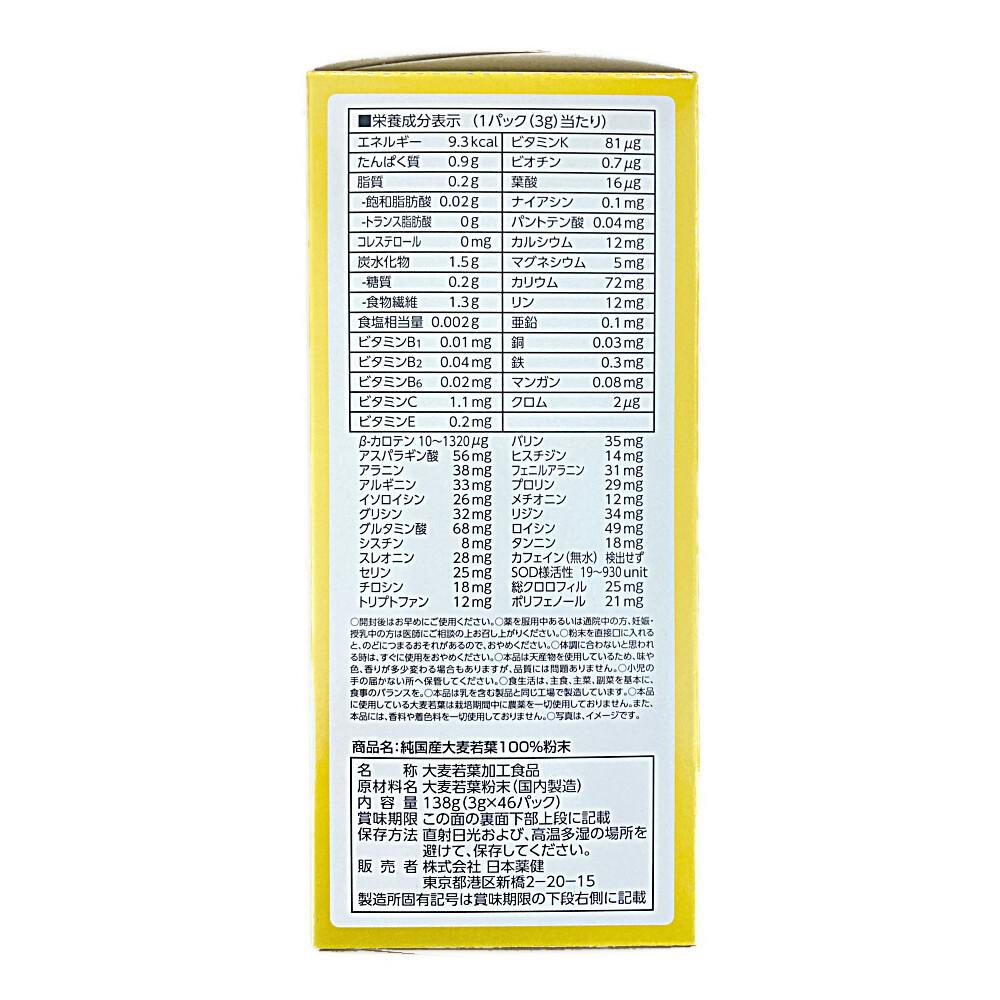 ■栄養成分表示 (1パック(3g)当たり)
エネルギー 9.3kcal ビタミンK 81μg
たんぱく質 0.9g ビオチン 0.7μg
脂質 0.2g 葉酸 16μg
-飽和脂肪酸 0.02g ナイアシン 0.1mg
-トランス脂肪酸 0g パントテン酸 0.04mg
コレステロール 0mg カルシウム 12mg
炭水化物 1.5g マグネシウム 5mg
-糖質 0.2g カリウム 72mg
-食物繊維 1.3g リン 12mg
食塩相当量 0.002g 亜鉛 0.1mg
ビタミンB1 0.01mg 銅 0.03mg
ビタミンB2 0.04mg 鉄 0.3mg
ビタミンB6 0.02mg マンガン 0.08mg
ビタミンC 1.1mg クロム 2μg
ビタミンE 0.2mg
β-カロテン 10〜1320μg バリン 35mg
アスパラギン酸 56mg ヒスチジン 14mg
アラニン 38mg フェニルアラニン 31mg
アルギニン 33mg プロリン 29mg
イソロイシン 26mg メチオニン 12mg
グリシン 32mg リジン 34mg
グルタミン酸 68mg ロイシン 49mg
シスチン 8mg タンニン 18mg
スレオニン 28mg カフェイン(無水) 検出せず
セリン 25mg SOD様活性 19〜930unit
チロシン 18mg 総クロロフィル 25mg
トリプトファン 12mg ポリフェノール 21mg
○開封後はお早めにご使用ください。○薬を服用中あるいは通院中の方、妊娠・
授乳中の方は医師にご相談の上お召し上がりください。○粉末を直接口に入れる
と、のどにつまるおそれがあるので、おやめください。○体調に合わないと思われ
る時は、すぐに使用をおやめください。○本品は天産物を使用しているため、味や
色、香りが多少変わる場合もありますが、品質には問題ありません。○小児の
手の届かない所へ保管してください。○食生活は、主食、主菜、副菜を基本に、
食事のバランスを。○本品は乳を含む製品と同じ工場で製造しています。○本品
に使用している大麦若葉は栽培期間中に農薬を一切使用しておりません。また、
本品には、香料や着色料を一切使用しておりません。○写真は、イメージです。
商品名:純国産大麦若葉100%粉末
名 称 大麦若葉加工食品
原材料名 大麦若葉粉末(国内製造)
内容量 138g(3g×46パック)
賞味期限 この面の裏面下部上段に記載
保存方法 直射日光および、高温多湿の場所を
避けて、保存してください。
販売者 株式会社 日本薬健
東京都港区新橋2-20-15
製造所固有記号は賞味期限の下段右側に記載